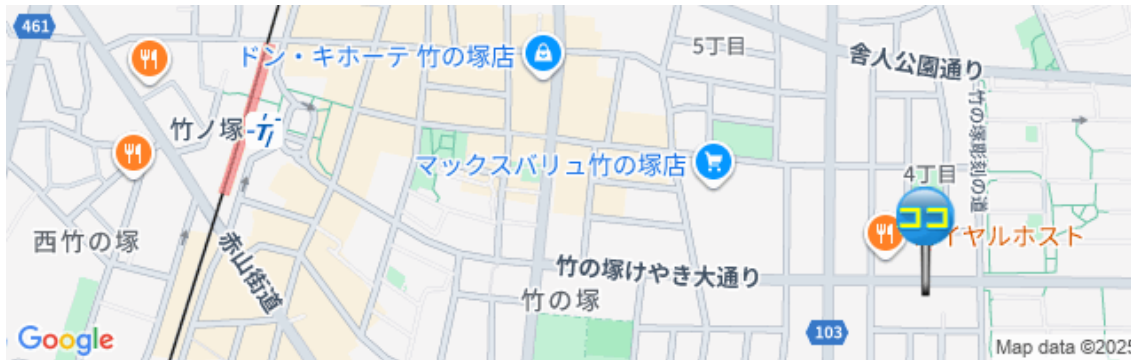 461
ドン・キホーテ 竹の塚店
5丁目
舎人公園通り
竹ノ塚
マックスバリュ竹の塚店
竹の塚彫刻の道
4丁目
ココ
イヤルホスト
西竹の塚
赤山街道
竹の塚けやき大通り
竹の塚
103
Google
Map data ©2025